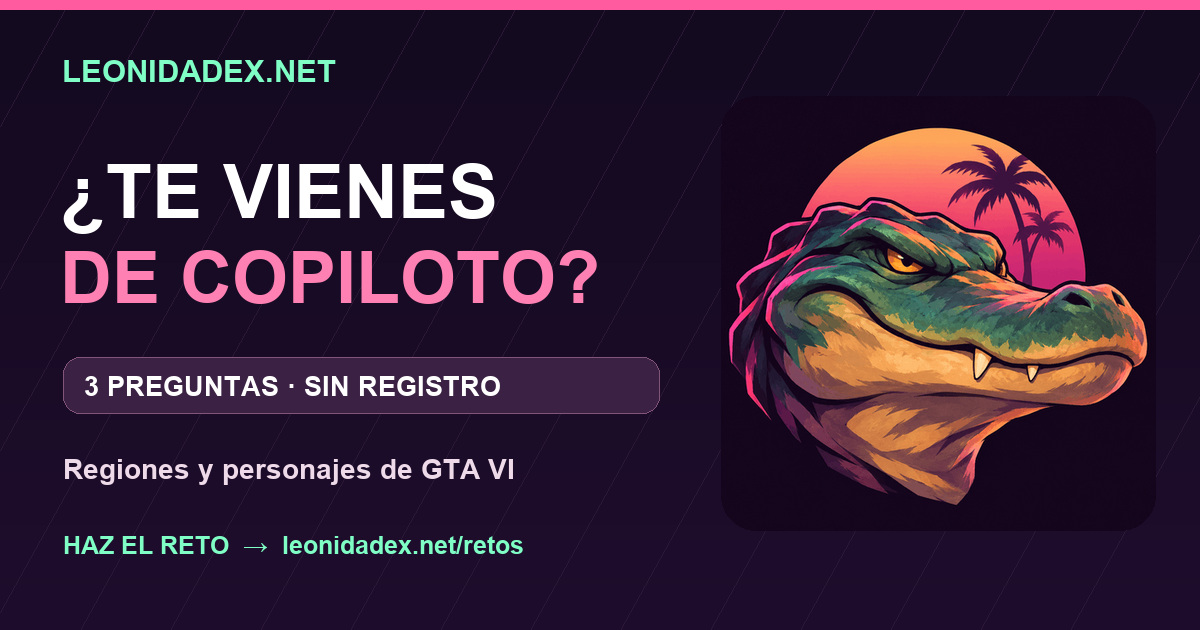 LEONIDADEX.NET
¿TE VIENES
DE COPILOTO?
3 PREGUNTAS · SIN REGISTRO
Regiones y personajes de GTA VI
HAZ EL RETO → leonidadex.net/retos